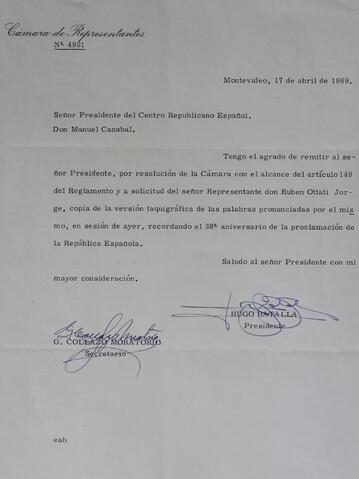 Cámara de Representantes
Nº 4991
Montevideo, 17 de abril de 1969.
Señor Presidente del Centro Republicano Español.
Don Manuel Canabal.
Tengo el agrado de remitir al se-
ñor Presidente, por resolución de la Cámara con el alcance del artículo 149
del Reglamento y a solicitud del señor Representante don Ruben Ottati Jor-
ge, copia de la versión taquigráfica de las palabras pronunciadas por el mis
mo, en sesión de ayer, recordando el 38º aniversario de la proclamación de
la República Española.
Saludo al señor Presidente con mi
mayor consideración.
HUGO BATALLA
Presidente
G. COLLAZO MORATORIO
Secretario
eab